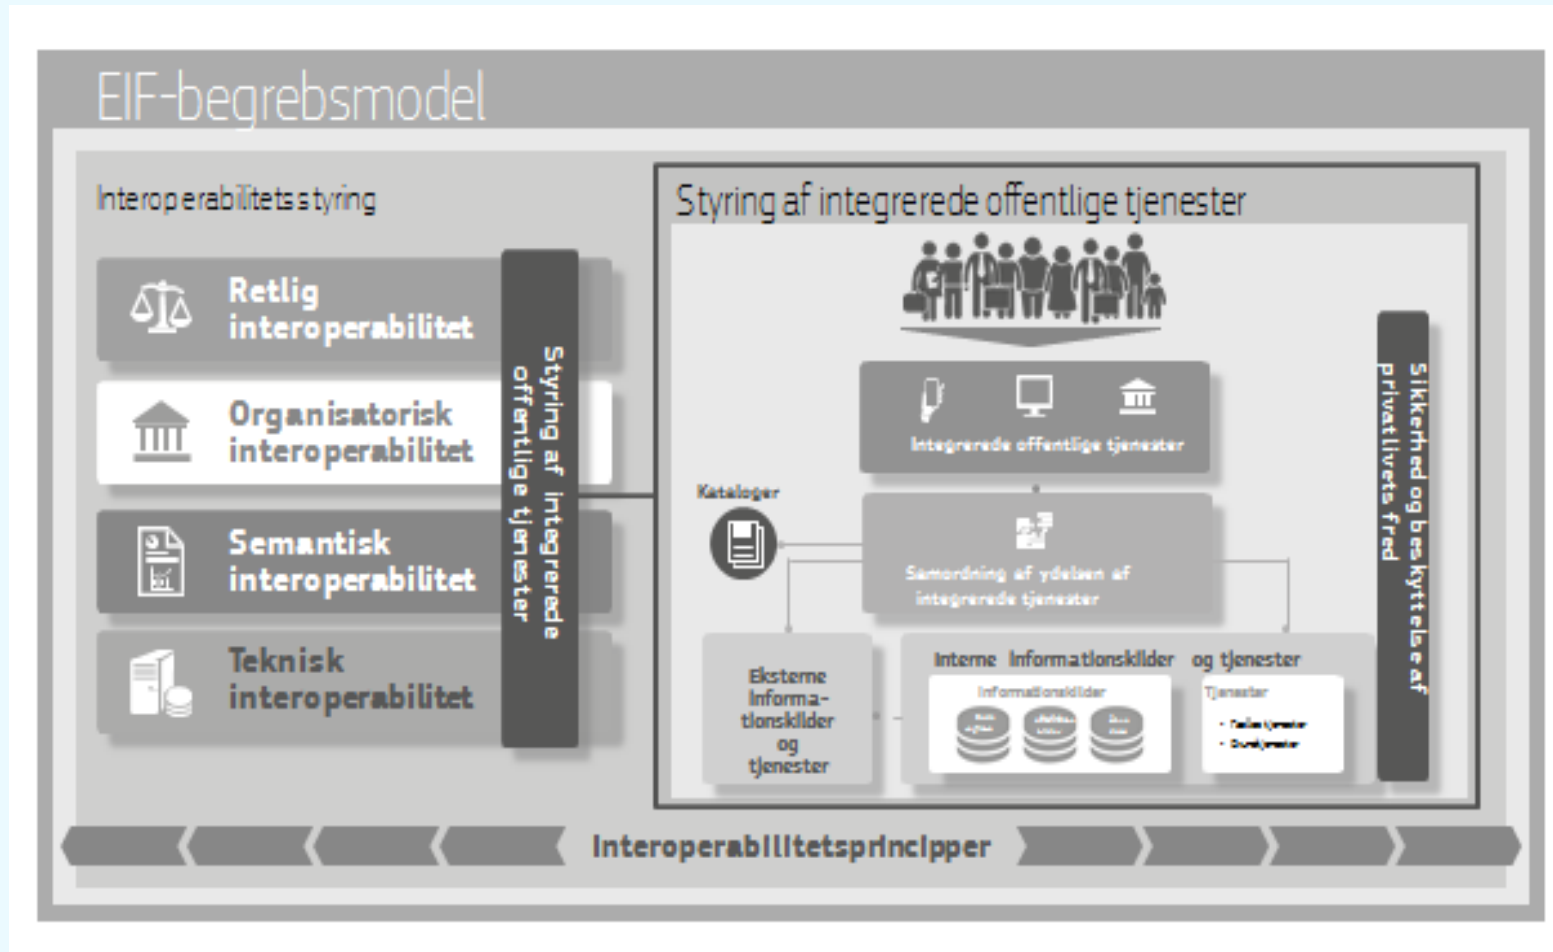 EIF-begrebsmodel
Interoperabilitetsstyring
Retlig
interoperabilitet
Organisatorisk
interoperabilitet
Semantisk
interoperabilitet
Teknisk
interoperabilitet
Styring af integrerede
offentlige tjenester
Styring af integrerede offentlige tjenester
Integrerede offentlige tjenester
Kataloger
Samordning af ydelsen af
integrerede tjenester
Eksterne
Informa-
tionskilder
og
tjenester
Interne Informationskilder og tjenester
Informationskilder
Tjenester
tjenester
Sikkerhed og beskyttelse af
privatlivets fred
Interoperabilitetsprincipper